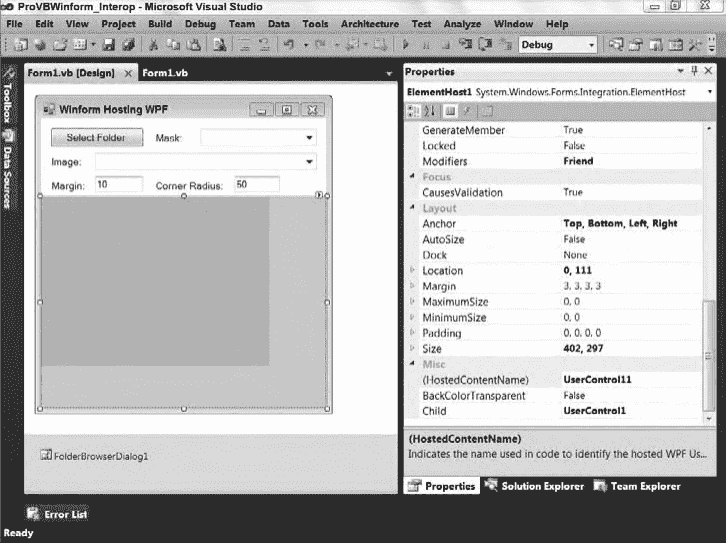 ProVBWinform_Interop - Microsoft Visual Studio
File Edit View Project Build Debug Team Data Tools Architecture Test Analyze Window Help
Debug
Toolbox
Data Sources
Form1.vb [Design] Form1.vb
Winform Hosting WPF
Select Folder Mask:
Image:
Margin: 10 Corner Radius: 50
FolderBrowserDialog1
Properties
ElementHost1 System.Windows.Forms.Integration.ElementHost
GenerateMember True
Locked False
Modifiers Friend
Focus
CausesValidation True
Layout
Anchor Top, Bottom, Left, Right
AutoSize False
Dock None
Location 0, 111
Margin 3, 3, 3, 3
MaximumSize 0, 0
MinimumSize 0, 0
Padding 0, 0, 0, 0
Size 402, 297
Misc
(HostedContentName) UserControl11
BackColorTransparent False
Child UserControl1
(HostedContentName)
Indicates the name used in code to identify the hosted WPF Us...
Properties Solution Explorer Team Explorer
Error List
Ready